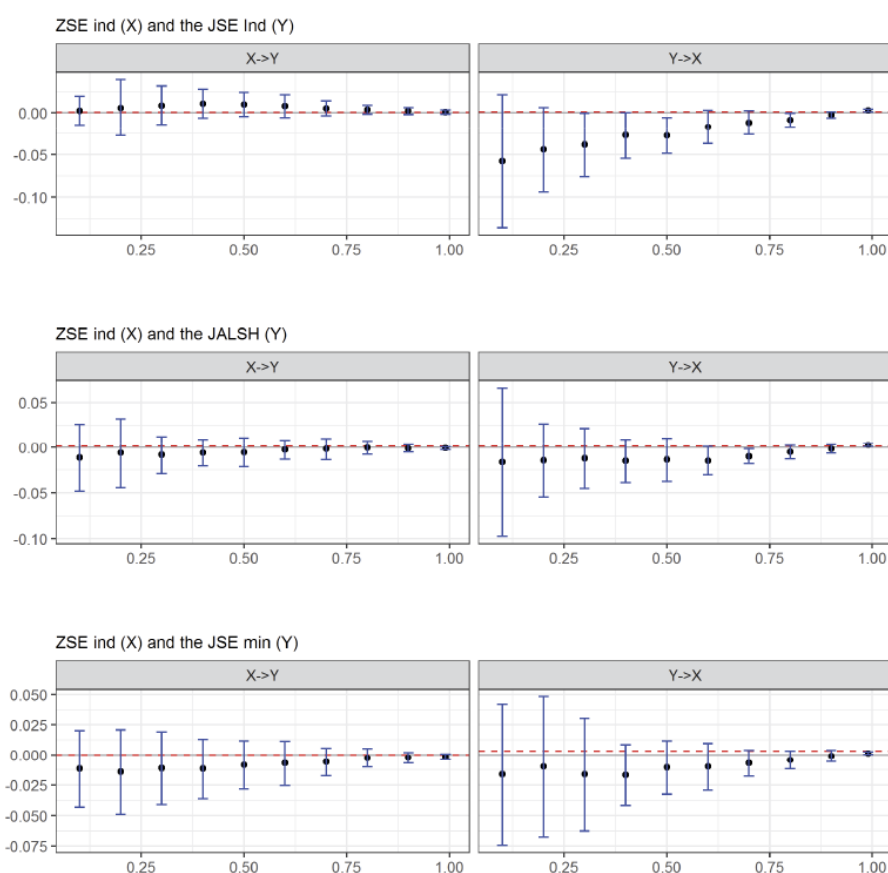 ZSE ind (X) and the JSE Ind (Y)
X->Y Y->X
0.00
-0.05
-0.10
0.25 0.50 0.75 1.00 0.25 0.50 0.75 1.00
ZSE ind (X) and the JALSH (Y)
X->Y Y->X
0.05
0.00
-0.05
-0.10
0.25 0.50 0.75 1.00 0.25 0.50 0.75 1.00
ZSE ind (X) and the JSE min (Y)
X->Y Y->X
0.050
0.025
0.000
-0.025
-0.050
-0.075
0.25 0.50 0.75 1.00 0.25 0.50 0.75 1.00